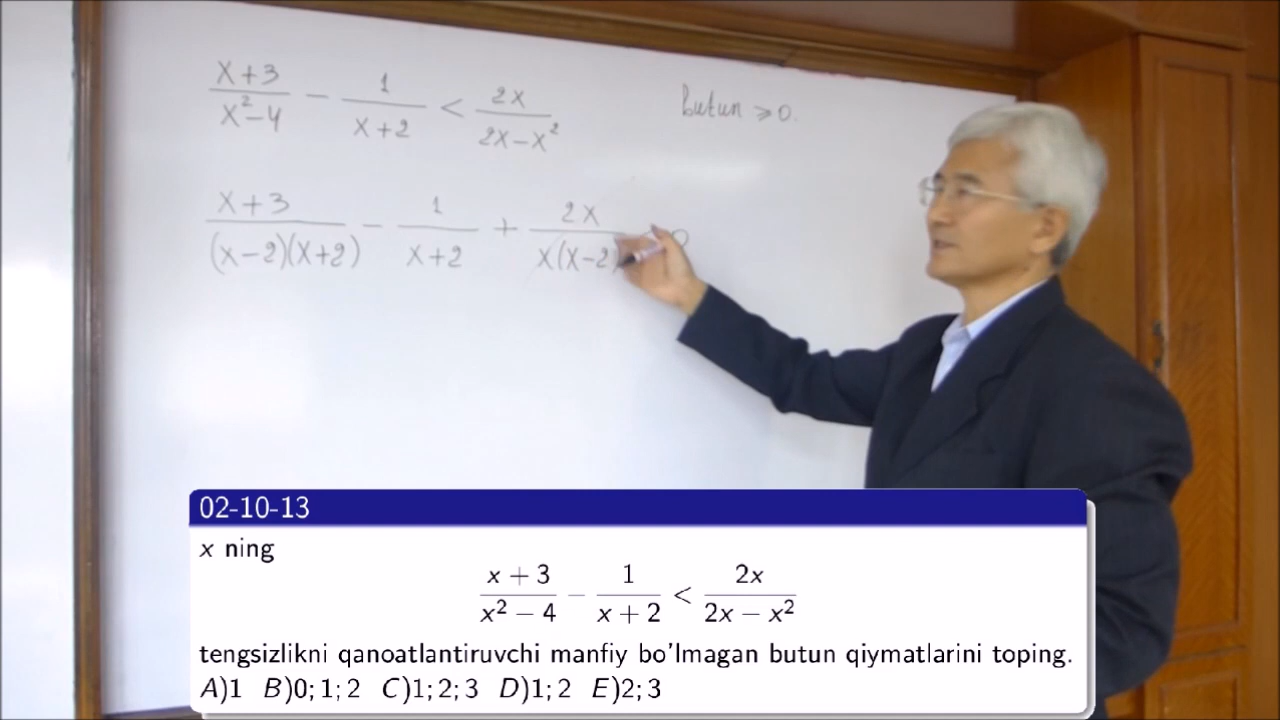 x+3/x²-4 - 1/x+2 < 2x/2x-x² butun ≥ 0.
x+3/(x-2)(x+2) - 1/x+2 + 2x/x(x-2)
02-10-13
x ning
x + 3/x² − 4 − 1/x + 2 < 2x/2x − x²
tengsizlikni qanoatlantiruvchi manfiy bo'lmagan butun qiymatlarini toping.
A)1 B)0; 1; 2 C)1; 2; 3 D)1; 2 E)2; 3